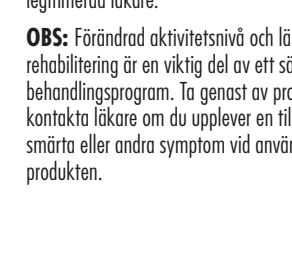 legitimerad läkare.
OBS: Förändrad aktivitetsnivå och lä
rehabilitering är en viktig del av ett sä
behandlingsprogram. Ta genast av pro
kontakta läkare om du upplever en til
smärta eller andra symptom vid använ
produkten.